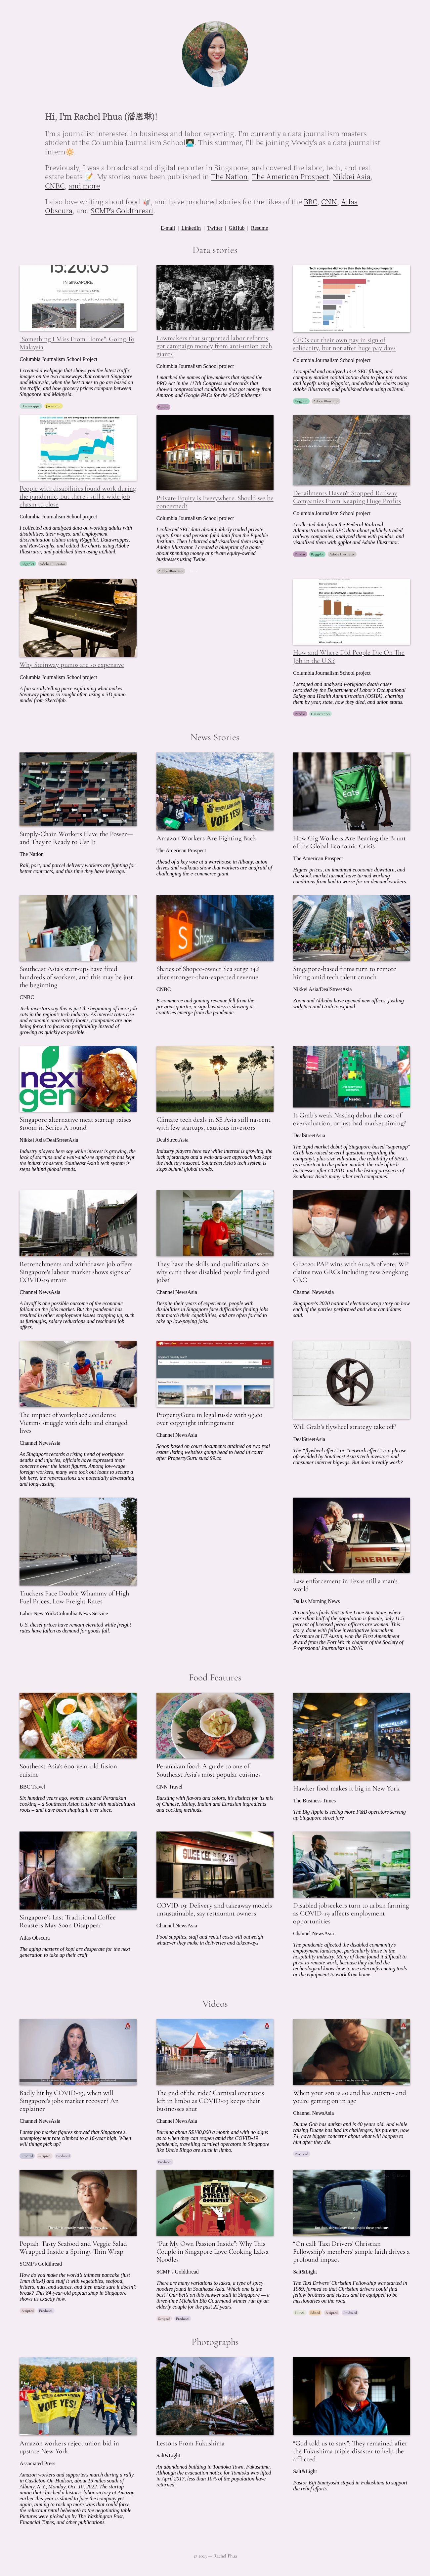 Hi, I'm Rachel Phua (潘恩琳)!
I'm a journalist interested in business and labor reporting. I'm currently a data journalism masters
student at the Columbia Journalism School👩🏻‍💻. This summer, I'll be joining Moody's as a data journalist
intern🔆.
Previously, I was a broadcast and digital reporter in Singapore, and covered the labor, tech, and real
estate beats 📝. My stories have been published in The Nation, The American Prospect, Nikkei Asia,
CNBC, and more.
I also love writing about food 🥡, and have produced stories for the likes of the BBC, CNN, Atlas
Obscura, and SCMP's Goldthread.
E-mail | LinkedIn | Twitter | GitHub | Resume
Data stories
"Something I Miss From Home": Going To
Malaysia
Columbia Journalism School Project
I created a webpage that shows you the latest traffic
images on the two causeways that connect Singapore
and Malaysia, when the best times to go are based on
the traffic, and how grocery prices compare between
Singapore and Malaysia.
Lawmakers that supported labor reforms
got campaign money from anti-union tech
giants
Columbia Journalism school project
I matched the names of lawmakers that signed the
PRO Act in the 117th Congress and records that
showed congressional candidates that got money from
Amazon and Google PACs for the 2022 midterms.
CEOs cut their own pay in sign of
solidarity, but not after huge pay days
Columbia Journalism School project
I compiled and analyzed 14-A SEC filings, and
company market capitalization data to get pay ratios
and layoffs using R/ggplot, and edited the charts using
Adobe Illustrator, and published them using ai2html.
People with disabilities found work during
the pandemic, but there's still a wide job
chasm to close
Columbia Journalism School project
I collected and analyzed data on working adults with
disabilities, their wages, and employment
discrimination claims using R/ggplot, Datawrapper,
and RawGraphs. I edited the charts using Adobe
Illustrator, and published them using ai2html.
Private Equity is Everywhere. Should we be
concerned?
Columbia Journalism School project
I collected SEC data about publicly traded private
equity firms and pension fund data from the Equable
Institute. Then I charted and visualized them using
Adobe Illustrator. I created a blueprint of a game
about spending money at private equity-owned
businesses using Twine.
Derailments Haven't Stopped Railway
Companies From Reaping Huge Profits
Columbia Journalism School project
I collected data from the Federal Railroad
Administration and SEC data about publicly traded
railway companies, analyzed them with pandas, and
visualized them with ggplot and Adobe Illustrator.
Why Steinway pianos are so expensive
Columbia Journalism School project
A fun scrollytelling piece explaining what makes
Steinway pianos so sought after, using a 3D piano
model from Sketchfab.
How and Where Did People Die On The
Job in the U.S.?
Columbia Journalism School project
I scraped and analyzed workplace death cases
recorded by the Department of Labor's Occupational
Safety and Health Administration (OSHA), charting
them by year, state, how they died, and union status.
News Stories
Supply-Chain Workers Have the Power—
and They're Ready to Use It
The Nation
Rail, port, and parcel delivery workers are fighting for
better contracts, and this time they have leverage.
Amazon Workers Are Fighting Back
The American Prospect
Ahead of a key vote at a warehouse in Albany, union
drives and walkouts show that workers are unafraid of
challenging the e-commerce giant.
How Gig Workers Are Bearing the Brunt
of the Global Economic Crisis
The American Prospect
Higher prices, an imminent economic downturn, and
the stock market turmoil have turned working
conditions from bad to worse for on-demand workers.
Southeast Asia's start-ups have fired
hundreds of workers, and this may be just
the beginning
CNBC
Tech investors say this is just the beginning of more job
cuts in the region's tech industry. As interest rates rise
and economic uncertainty looms, companies are now
being forced to focus on profitability instead of
growing as quickly as possible.
Shares of Shopee-owner Sea surge 14%
after stronger-than-expected revenue
CNBC
E-commerce and gaming revenue fell from the
previous quarter, a sign business is slowing as
countries emerge from the pandemic.
Singapore-based firms turn to remote
hiring amid tech talent crunch
Nikkei Asia/DealStreetAsia
Zoom and Alibaba have opened new offices, jostling
with Sea and Grab to expand.
Singapore alternative meat startup raises
$100m in Series A round
Nikkei Asia/DealStreetAsia
Industry players here say while interest is growing, the
lack of startups and a wait-and-see approach has kept
the industry nascent. Southeast Asia's tech system is
steps behind global trends.
Climate tech deals in SE Asia still nascent
with few startups, cautious investors
DealStreetAsia
Industry players here say while interest is growing, the
lack of startups and a wait-and-see approach has kept
the industry nascent. Southeast Asia's tech system is
steps behind global trends.
Is Grab's weak Nasdaq debut the cost of
overvaluation, or just bad market timing?
DealStreetAsia
The tepid market debut of Singapore-based "superapp"
Grab has raised several questions regarding the
company's plus-size valuation, the reliability of SPACs
as a shortcut to the public market, the role of tech
businesses after COVID, and the listing prospects of
Southeast Asia's many other tech companies.
Retrenchments and withdrawn job offers:
Singapore's labour market shows signs of
COVID-19 strain
Channel NewsAsia
A layoff is one possible outcome of the economic
fallout on the job market. But the pandemic has
resulted in other employment issues cropping up, such
as furloughs, salary reductions and rescinded job
offers.
They have the skills and qualifications. So
why can't these disabled people find good
jobs?
Channel NewsAsia
Despite their years of experience, people with
disabilities in Singapore face difficulties finding jobs
that match their capabilities, and are often forced to
take up low-paying jobs.
GE2020: PAP wins with 61.24% of vote; WP
claims two GRCs including new Sengkang
GRC
Channel NewsAsia
Singapore's 2020 national elections wrap story on how
each of the parties performed and what candidates
said.
The impact of workplace accidents:
Victims struggle with debt and changed
lives
Channel NewsAsia
As Singapore records a rising trend of workplace
deaths and injuries, officials have expressed their
concerns over the latest figures. Among low-wage
foreign workers, many who took out loans to secure a
job here, the repercussions are potentially devastating
and long-lasting.
PropertyGuru in legal tussle with 99.co
over copyright infringement
Channel NewsAsia
Scoop based on court documents attained on two real
estate listing websites going head to head in court
after PropertyGuru sued 99.co.
Will Grab's flywheel strategy take off?
DealStreetAsia
The "flywheel effect" or "network effect" is a phrase
oft-wielded by Southeast Asia's tech investors and
consumer internet bigwigs. But does it really work?
Truckers Face Double Whammy of High
Fuel Prices, Low Freight Rates
Labor New York/Columbia News Service
U.S. diesel prices have remain elevated while freight
rates have fallen as demand for goods fall.
Law enforcement in Texas still a man's
world
Dallas Morning News
An analysis finds that in the Lone Star State, where
more than half of the population is female, only 11.5
percent of licensed peace officers are women. This
story, done with fellow investigative journalism
classmate at UT Austin, won the First Amendment
Award from the Fort Worth chapter of the Society of
Professional Journalists in 2016.
Food Features
Southeast Asia's 600-year-old fusion
cuisine
BBC Travel
Six hundred years ago, women created Peranakan
cooking – a Southeast Asian cuisine with multicultural
roots – and have been shaping it ever since.
Peranakan food: A guide to one of
Southeast Asia's most popular cuisines
CNN Travel
Bursting with flavors and colors, it's distinct for its mix
of Chinese, Malay, Indian and Eurasian ingredients
and cooking methods.
Hawker food makes it big in New York
The Business Times
The Big Apple is seeing more F&B operators serving
up Singapore street fare
Singapore's Last Traditional Coffee
Roasters May Soon Disappear
Atlas Obscura
The aging masters of kopi are desperate for the next
generation to take up their craft.
COVID-19: Delivery and takeaway models
unsustainable, say restaurant owners
Channel NewsAsia
Food supplies, staff and rental costs will outweigh
whatever they make in deliveries and takeaways.
Disabled jobseekers turn to urban farming
as COVID-19 affects employment
opportunities
Channel NewsAsia
The pandemic affected the disabled community's
employment landscape, particularly those in the
hospitality industry. Many of them found it difficult to
pivot to remote work, because they lacked the
technological know-how to use teleconferencing tools
or the equipment to work from home.
Videos
Badly hit by COVID-19, when will
Singapore's jobs market recover? An
explainer
Channel NewsAsia
Latest job market figures showed that Singapore's
unemployment rate climbed to a 16-year high. When
will things pick up?
The end of the ride? Carnival operators
left in limbo as COVID-19 keeps their
businesses shut
Channel NewsAsia
Burning about S$100,000 a month and with no signs
as to when they can reopen amid the COVID-19
pandemic, travelling carnival operators in Singapore
like Uncle Ringo are stuck in limbo.
When your son is 40 and has autism - and
you're getting on in age
Channel NewsAsia
Duane Goh has autism and is 40 years old. And while
raising Duane has had its challenges, his parents, now
74, have bigger concerns about what will happen to
him after they die.
Popiah: Tasty Seafood and Veggie Salad
Wrapped Inside a Springy Thin Wrap
SCMP's Goldthread
How do you make the world's thinnest pancake (just
1mm thick!) and stuff it with vegetables, seafood,
fritters, nuts, and sauces, and then make sure it doesn't
break? This 84-year-old popiah shop in Singapore
shows us exactly how.
"Put My Own Passion Inside": Why This
Couple in Singapore Love Cooking Laksa
Noodles
SCMP's Goldthread
There are many variations to laksa, a type of spicy
noodles found in Southeast Asia. Which one is the
best? Our bet's on this hawker stall in Singapore — a
three-time Michelin Bib Gourmand winner run by an
elderly couple for the past 22 years.
"On call: Taxi Drivers' Christian
Fellowship's members' simple faith drives a
profound impact
Salt&Light
The Taxi Drivers' Christian Fellowship was started in
1989, formed so that Christian drivers could find
fellow brothers and sisters and be equipped to be
missionaries on the road.
Photographs
Amazon workers reject union bid in
upstate New York
Associated Press
Amazon workers and supporters march during a rally
in Castleton-On-Hudson, about 15 miles south of
Albany, N.Y., Monday, Oct. 10, 2022. The startup
union that clinched a historic labor victory at Amazon
earlier this year is slated to face the company yet
again, aiming to rack up more wins that could force
the reluctant retail behemoth to the negotiating table.
Pictures were picked up by The Washington Post,
Financial Times, and other publications.
Lessons From Fukushima
Salt&Light
An abandoned building in Tomioka Town, Fukushima.
Although the evacuation notice for Tomioka was lifted
in April 2017, less than 10% of the population have
returned.
"God told us to stay": They remained after
the Fukushima triple-disaster to help the
afflicted
Salt&Light
Pastor Eiji Sumiyoshi stayed in Fukushima to support
the relief efforts.